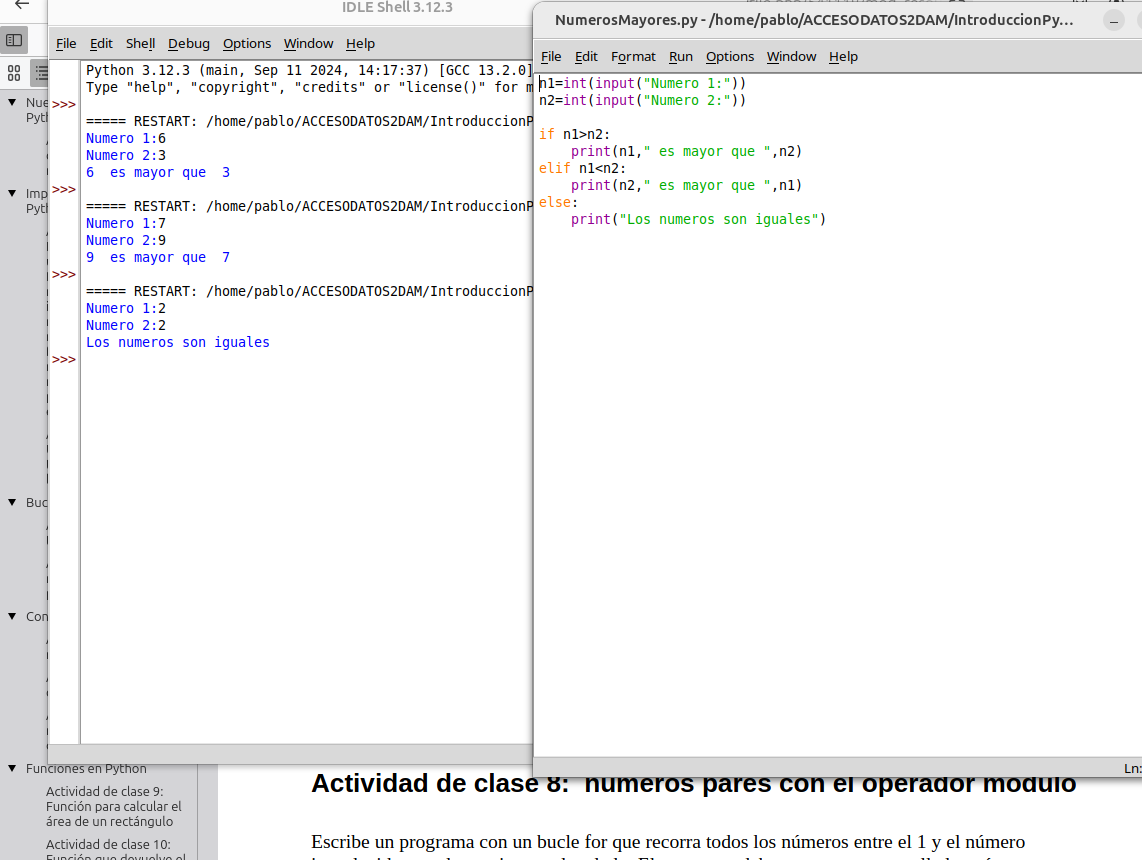 IDLE Shell 3.12.3
File Edit Shell Debug Options Window Help
Python 3.12.3 (main, Sep 11 2024, 14:17:37) [GCC 13.2.0]
Type "help", "copyright", "credits" or "license()" for m
>>>
===== RESTART: /home/pablo/ACCESODATOS2DAM/IntroduccionP
Numero 1:6
Numero 2:3
6  es mayor que  3
>>>
===== RESTART: /home/pablo/ACCESODATOS2DAM/IntroduccionP
Numero 1:7
Numero 2:9
9  es mayor que  7
>>>
===== RESTART: /home/pablo/ACCESODATOS2DAM/IntroduccionP
Numero 1:2
Numero 2:2
Los numeros son iguales
>>>
NumerosMayores.py - /home/pablo/ACCESODATOS2DAM/IntroduccionPy...
File Edit Format Run Options Window Help
n1=int(input("Numero 1:"))
n2=int(input("Numero 2:"))
if n1>n2:
    print(n1," es mayor que ",n2)
elif n1<n2:
    print(n2," es mayor que ",n1)
else:
    print("Los numeros son iguales")
Ln:
Nue
Pyth
Imp
Pyth
Buc
Con
Funciones en Python
Actividad de clase 9:
Función para calcular el
área de un rectángulo
Actividad de clase 10:
Función que devuelve el
Actividad de clase 8:  números pares con el operador módulo
Escribe un programa con un bucle for que recorra todos los números entre el 1 y el número